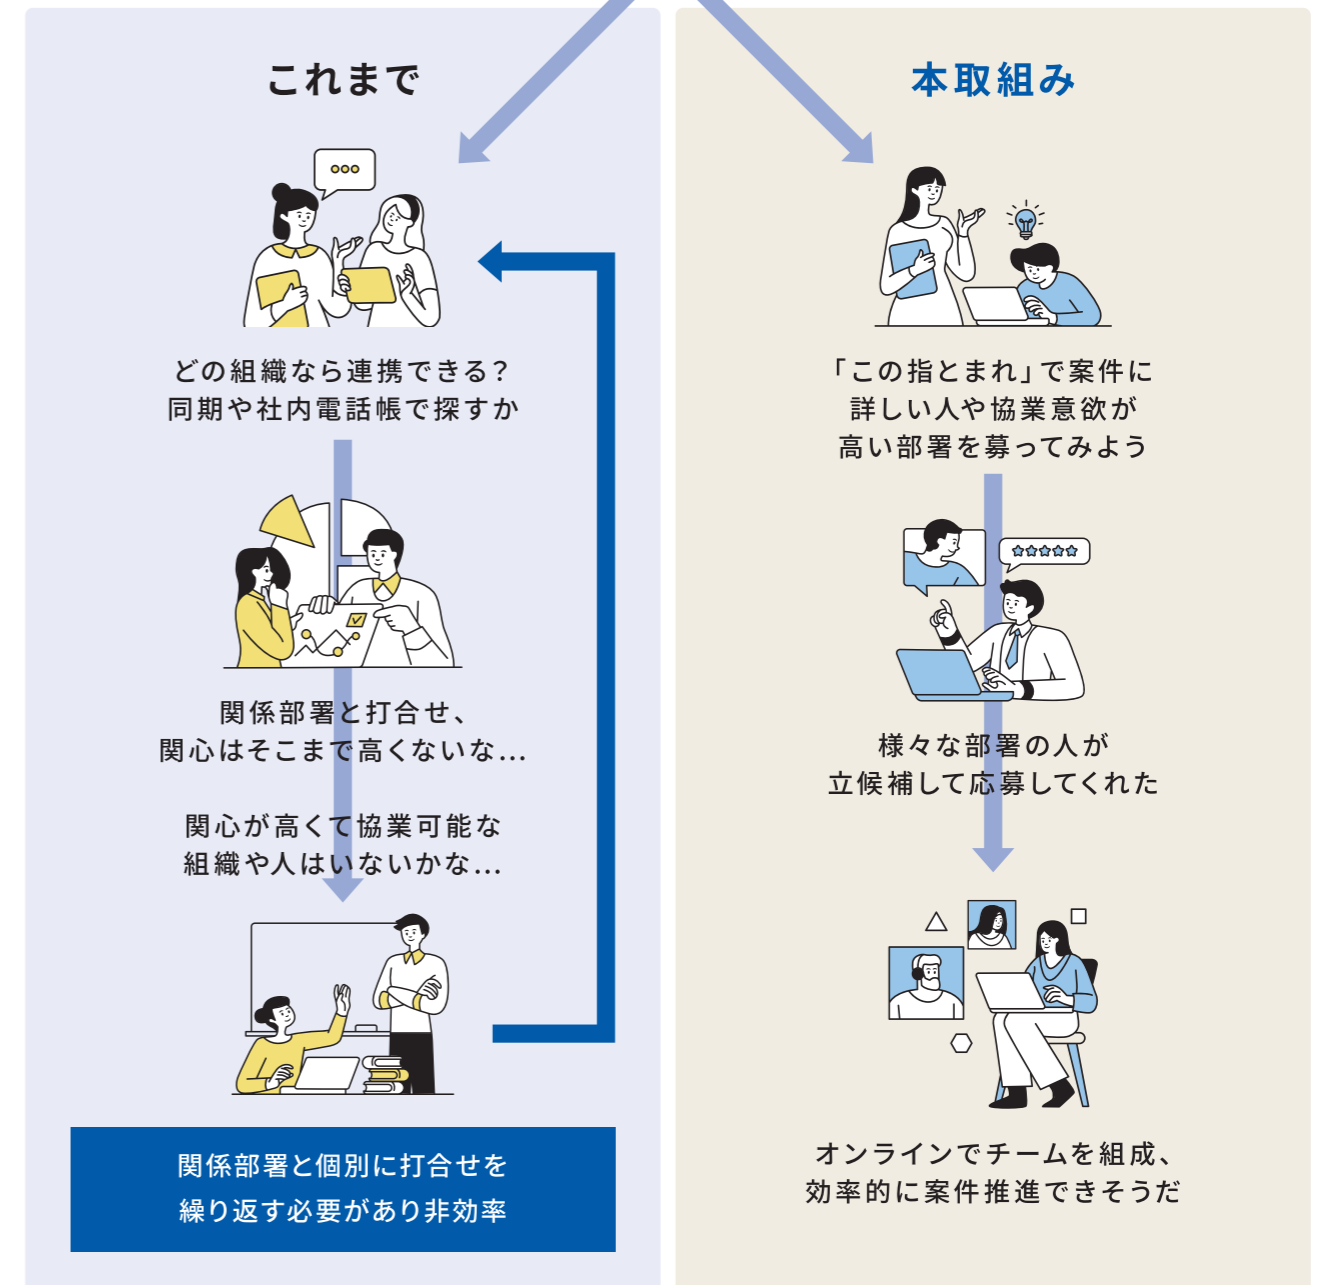 これまで
どの組織なら連携できる？
同期や社内電話帳で探すか
関係部署と打合せ、
関心はそこまで高くないな…
関心が高くて協業可能な
組織や人はいないかな…
関係部署と個別に打合せを
繰り返す必要があり非効率
本取組み
「この指とまれ」で案件に
詳しい人や協業意欲が
高い部署を募ってみよう
様々な部署の人が
立候補して応募してくれた
オンラインでチームを組成、
効率的に案件推進できそうだ